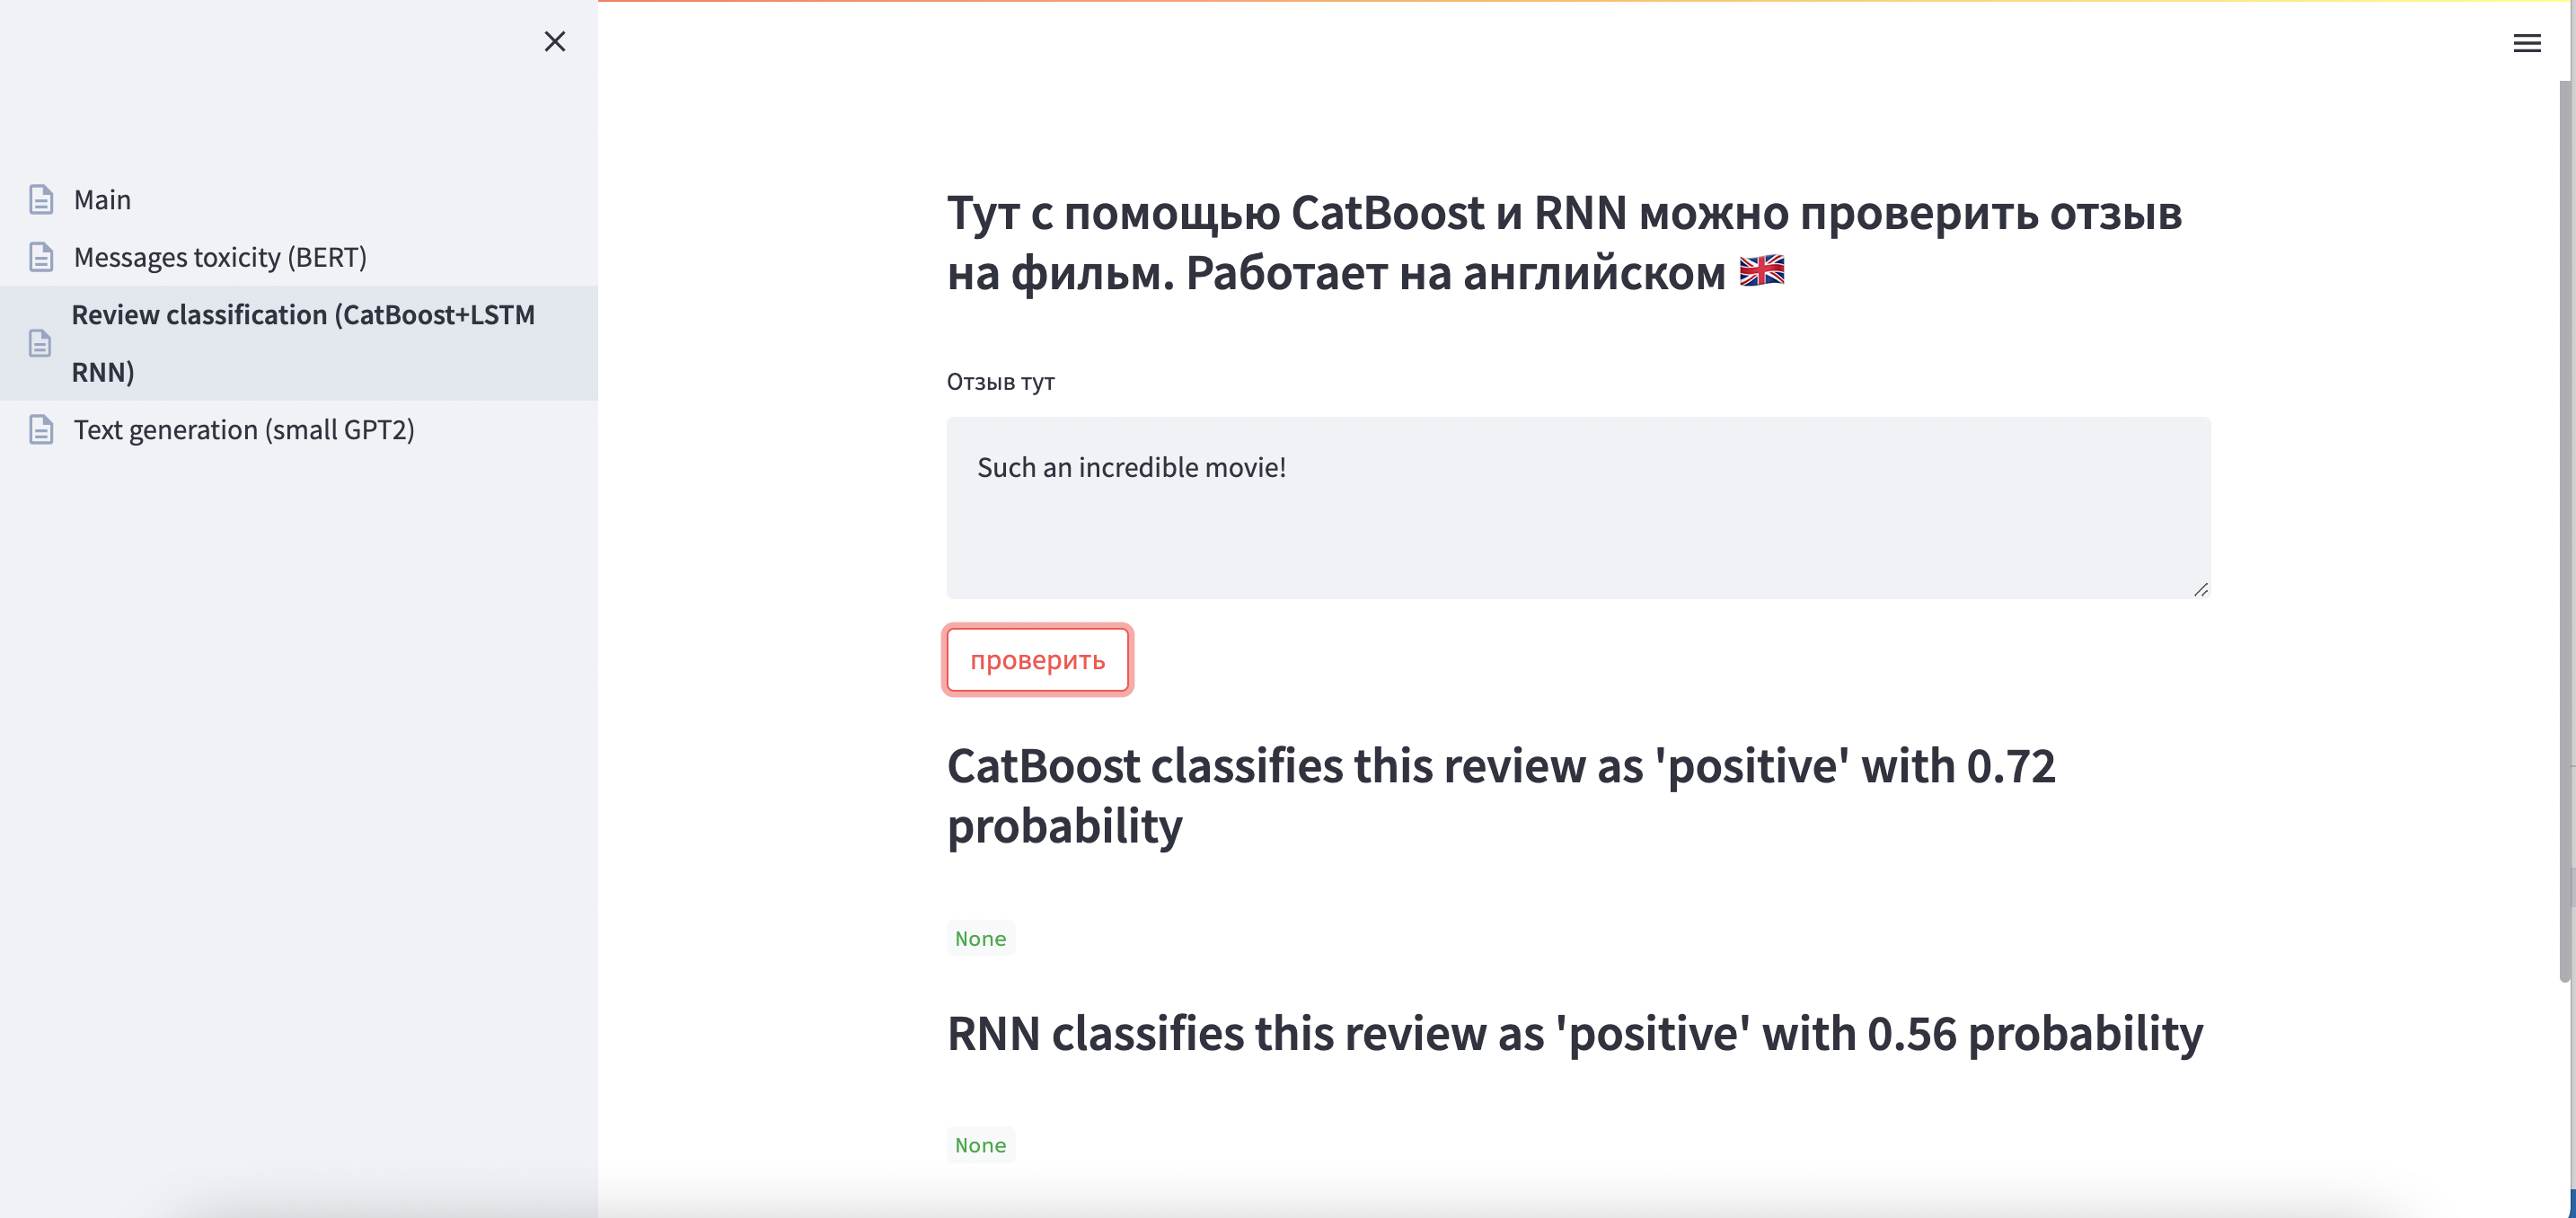 Main
Messages toxicity (BERT)
Review classification (CatBoost+LSTM
RNN)
Text generation (small GPT2)
Тут с помощью CatBoost и RNN можно проверить отзыв
на фильм. Работает на английском 🇬🇧
Отзыв тут
Such an incredible movie!
проверить
CatBoost classifies this review as 'positive' with 0.72
probability
None
RNN classifies this review as 'positive' with 0.56 probability
None